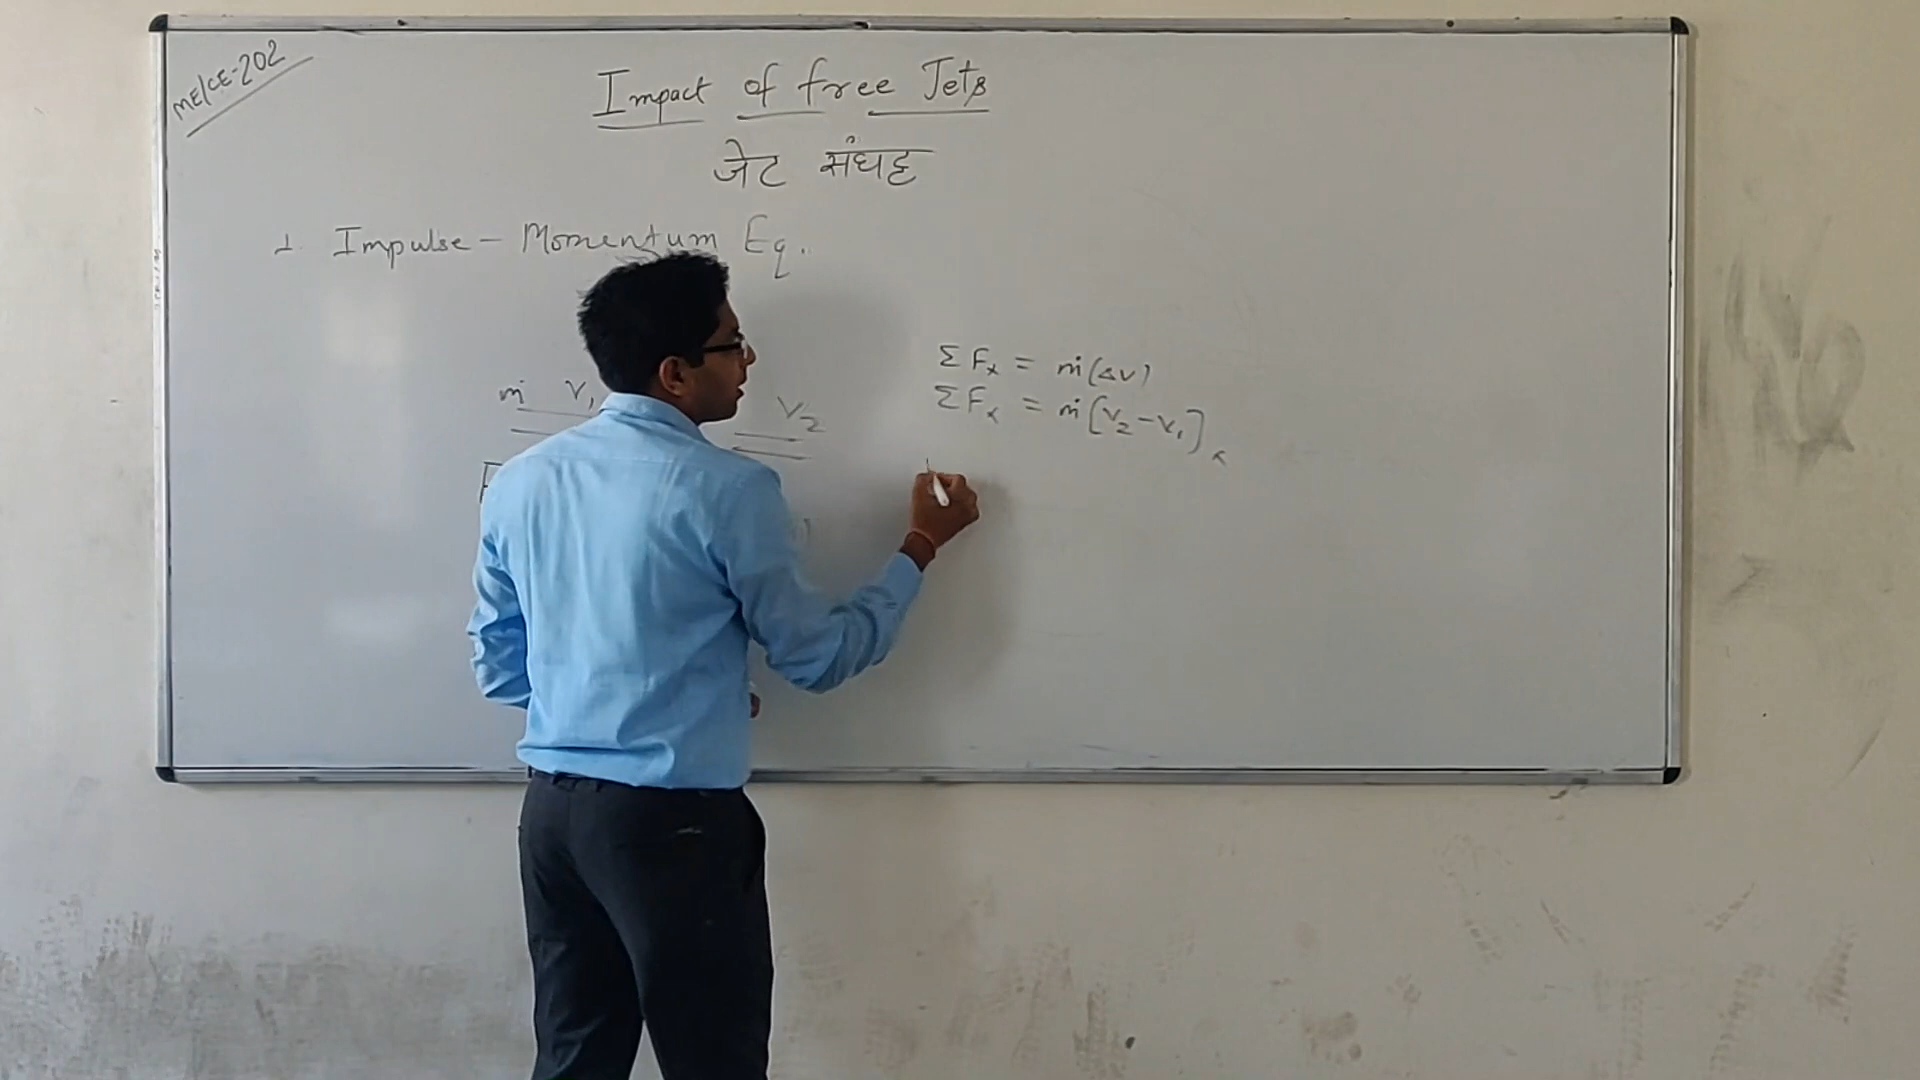 ME/CE-202
Impact of free Jets
जेट संघट्ट
1. Impulse - Momentum Eq.
ṁ V₁
V₂
F
ΣFₓ = ṁ(ΔV)
ΣFₓ = ṁ[V₂-V₁]ₓ